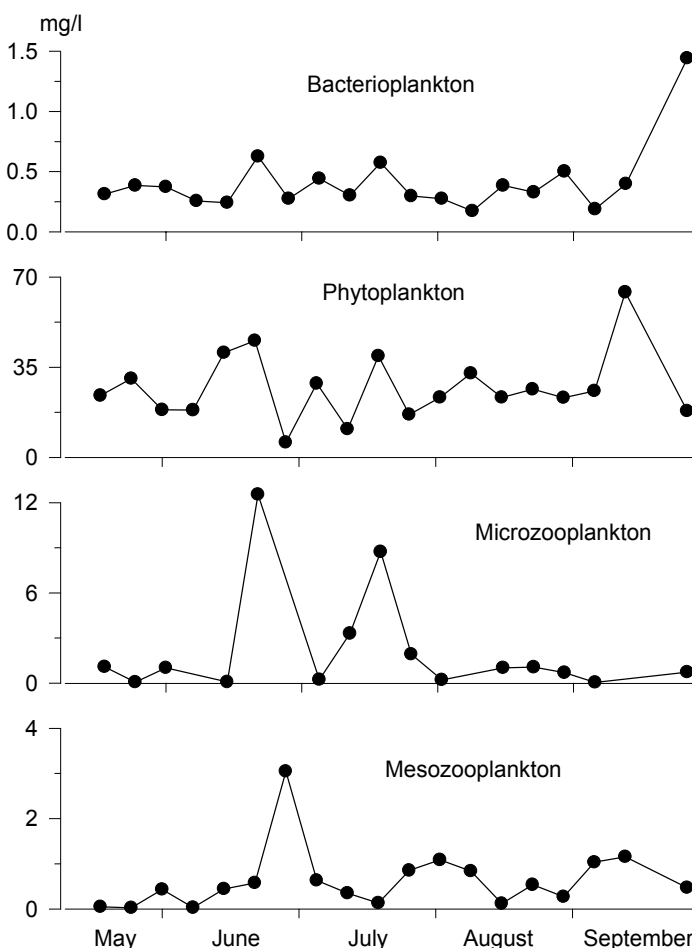 mg/l
1.5
Bacterioplankton
1.0
0.5
0.0
70
Phytoplankton
35
0
12
Microzooplankton
6
0
4
Mesozooplankton
2
0
May June July August September